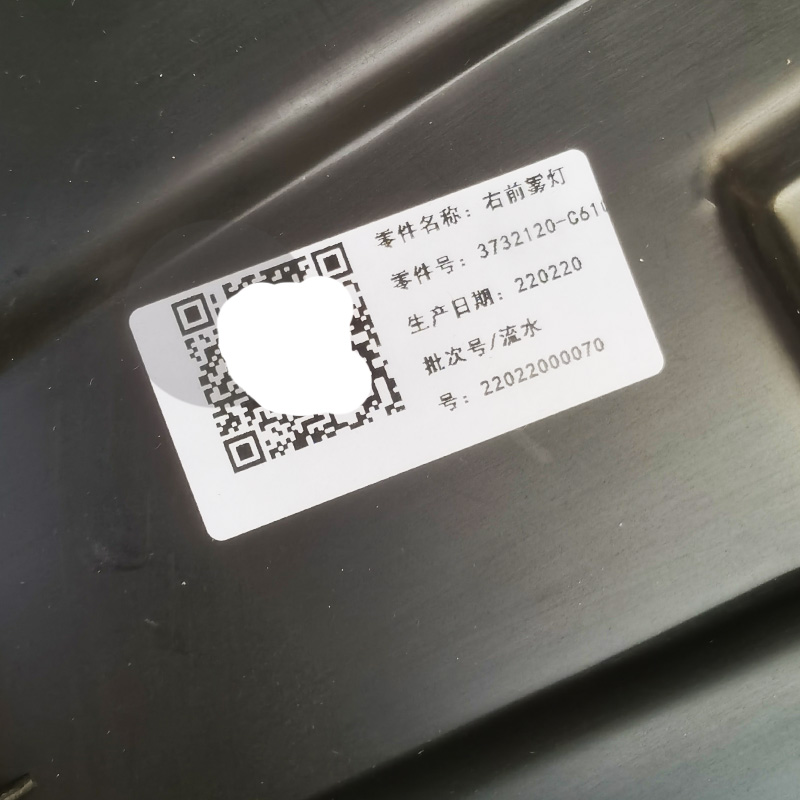 零件名称: 右前雾灯
零件号: 3732120-C610
生产日期: 220220
批次号/流水
号: 22022000070